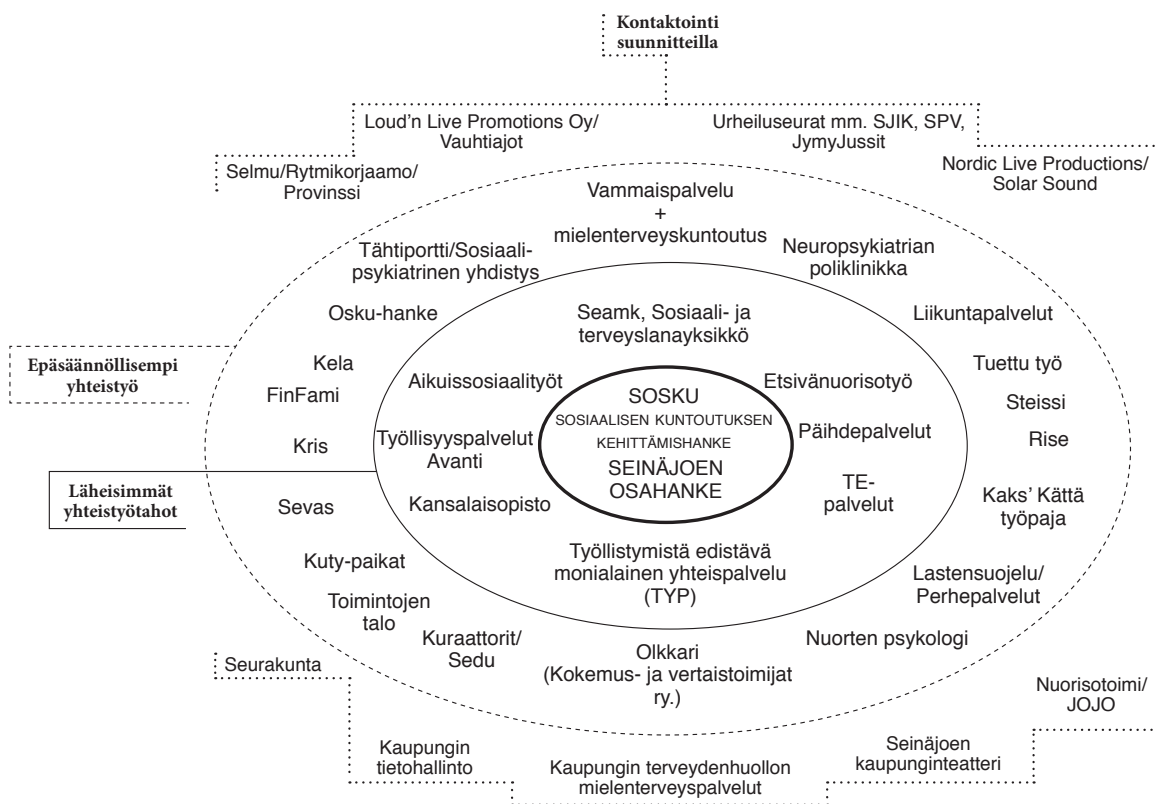 Kontaktointi
suunnitteilla
Loud'n Live Promotions Oy/
Vauhtiajot
Urheiluseurat mm. SJIK, SPV,
JymyJussit
Selmu/Rytmikorjaamo/
Provinssi
Nordic Live Productions/
Solar Sound
Vammaispalvelu
+
mielenterveyskuntoutus
Tähtiportti/Sosiaali-
psykiatrinen yhdistys
Neuropsykiatrian
poliklinikka
Osku-hanke
Seamk, Sosiaali- ja
terveyslanayksikkö
Liikuntapalvelut
Epäsäännöllisempi
yhteistyö
Kela
Aikuissosiaalityöt
Etsivänuorisotyö
Tuettu työ
FinFami
SOSKU
SOSIAALISEN KUNTOUTUKSEN
KEHITTÄMISHANKE
SEINÄJOEN
OSAHANKE
Steissi
Kris
Työllisyyspalvelut
Avanti
Päihdepalvelut
Rise
Läheisimmät
yhteistyötahot
Sevas
Kansalaisopisto
TE-
palvelut
Kaks' Kättä
työpaja
Kuty-paikat
Työllistymistä edistävä
monialainen yhteispalvelu
(TYP)
Lastensuojelu/
Perhepalvelut
Toimintojen
talo
Kuraattorit/
Sedu
Olkkari
(Kokemus- ja vertaistoimijat
ry.)
Nuorten psykologi
Seurakunta
Nuorisotoimi/
JOJO
Kaupungin
tietohallinto
Kaupungin terveydenhuollon
mielenterveyspalvelut
Seinäjoen
kaupunginteatteri